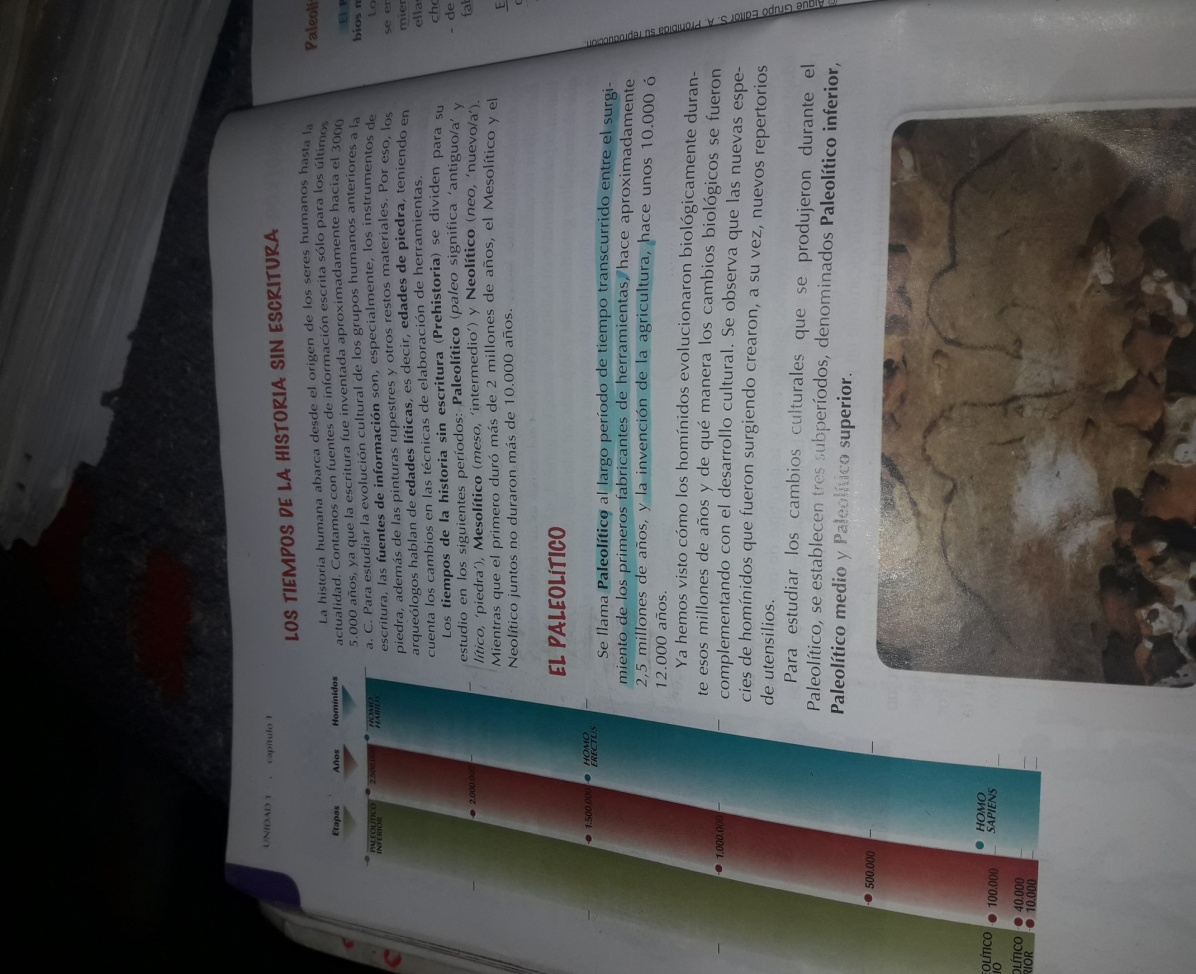 UNIDAD 1 capítulo 1
LOS TIEMPOS DE LA HISTORIA SIN ESCRITURA
La historia humana abarca desde el origen de los seres humanos hasta la
actualidad. Contamos con fuentes de información escrita sólo para los últimos
5.000 años, ya que la escritura fue inventada aproximadamente hacia el 3000
a. C. Para estudiar la evolución cultural de los grupos humanos anteriores a la
escritura, las fuentes de información son, especialmente, los instrumentos de
piedra, además de las pinturas rupestres y otros restos materiales. Por eso, los
arqueólogos hablan de edades líticas, es decir, edades de piedra, teniendo en
cuenta los cambios en las técnicas de elaboración de herramientas.
Los tiempos de la historia sin escritura (Prehistoria) se dividen para su
estudio en los siguientes períodos: Paleolítico (paleo significa 'antiguo/a' y
lítico, 'piedra'), Mesolítico (meso, 'intermedio') y Neolítico (neo, 'nuevo/a').
Mientras que el primero duró más de 2 millones de años, el Mesolítico y el
Neolítico juntos no duraron más de 10.000 años.
EL PALEOLÍTICO
Se llama Paleolítico al largo período de tiempo transcurrido entre el surgi-
miento de los primeros fabricantes de herramientas, hace aproximadamente
2,5 millones de años, y la invención de la agricultura, hace unos 10.000 ó
12.000 años.
Ya hemos visto cómo los homínidos evolucionaron biológicamente duran-
te esos millones de años y de qué manera los cambios biológicos se fueron
complementando con el desarrollo cultural. Se observa que las nuevas espe-
cies de homínidos que fueron surgiendo crearon, a su vez, nuevos repertorios
de utensilios.
Para estudiar los cambios culturales que se produjeron durante el
Paleolítico, se establecen tres subperíodos, denominados Paleolítico inferior,
Paleolítico medio y Paleolítico superior.
Etapas Años Homínidos
PALEOLÍTICO
INFERIOR
HOMO
HABILIS
2.000.000
1.500.000
HOMO
ERECTUS
1.000.000
500.000
100.000
HOMO
SAPIENS
40.000
10.000
Aique Grupo Editor S. A. Prohibida su reproducción.